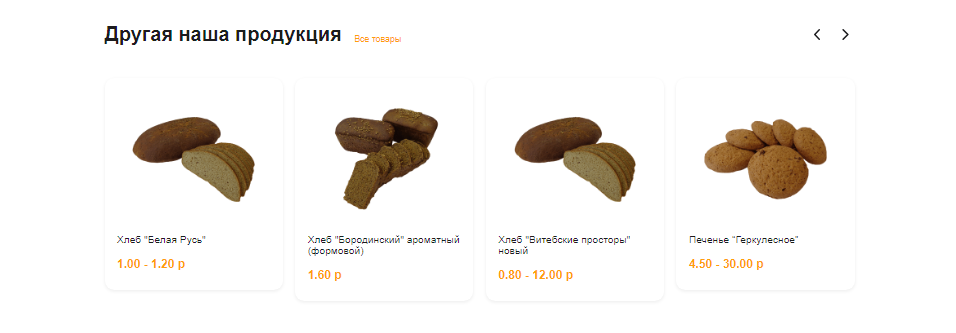 Другая наша продукция Все товары
Хлеб "Белая Русь"
1.00 - 1.20 р
Хлеб "Бородинский" ароматный
(формовой)
1.60 р
Хлеб "Витебские просторы"
новый
0.80 - 12.00 р
Печенье "Геркулесное"
4.50 - 30.00 р